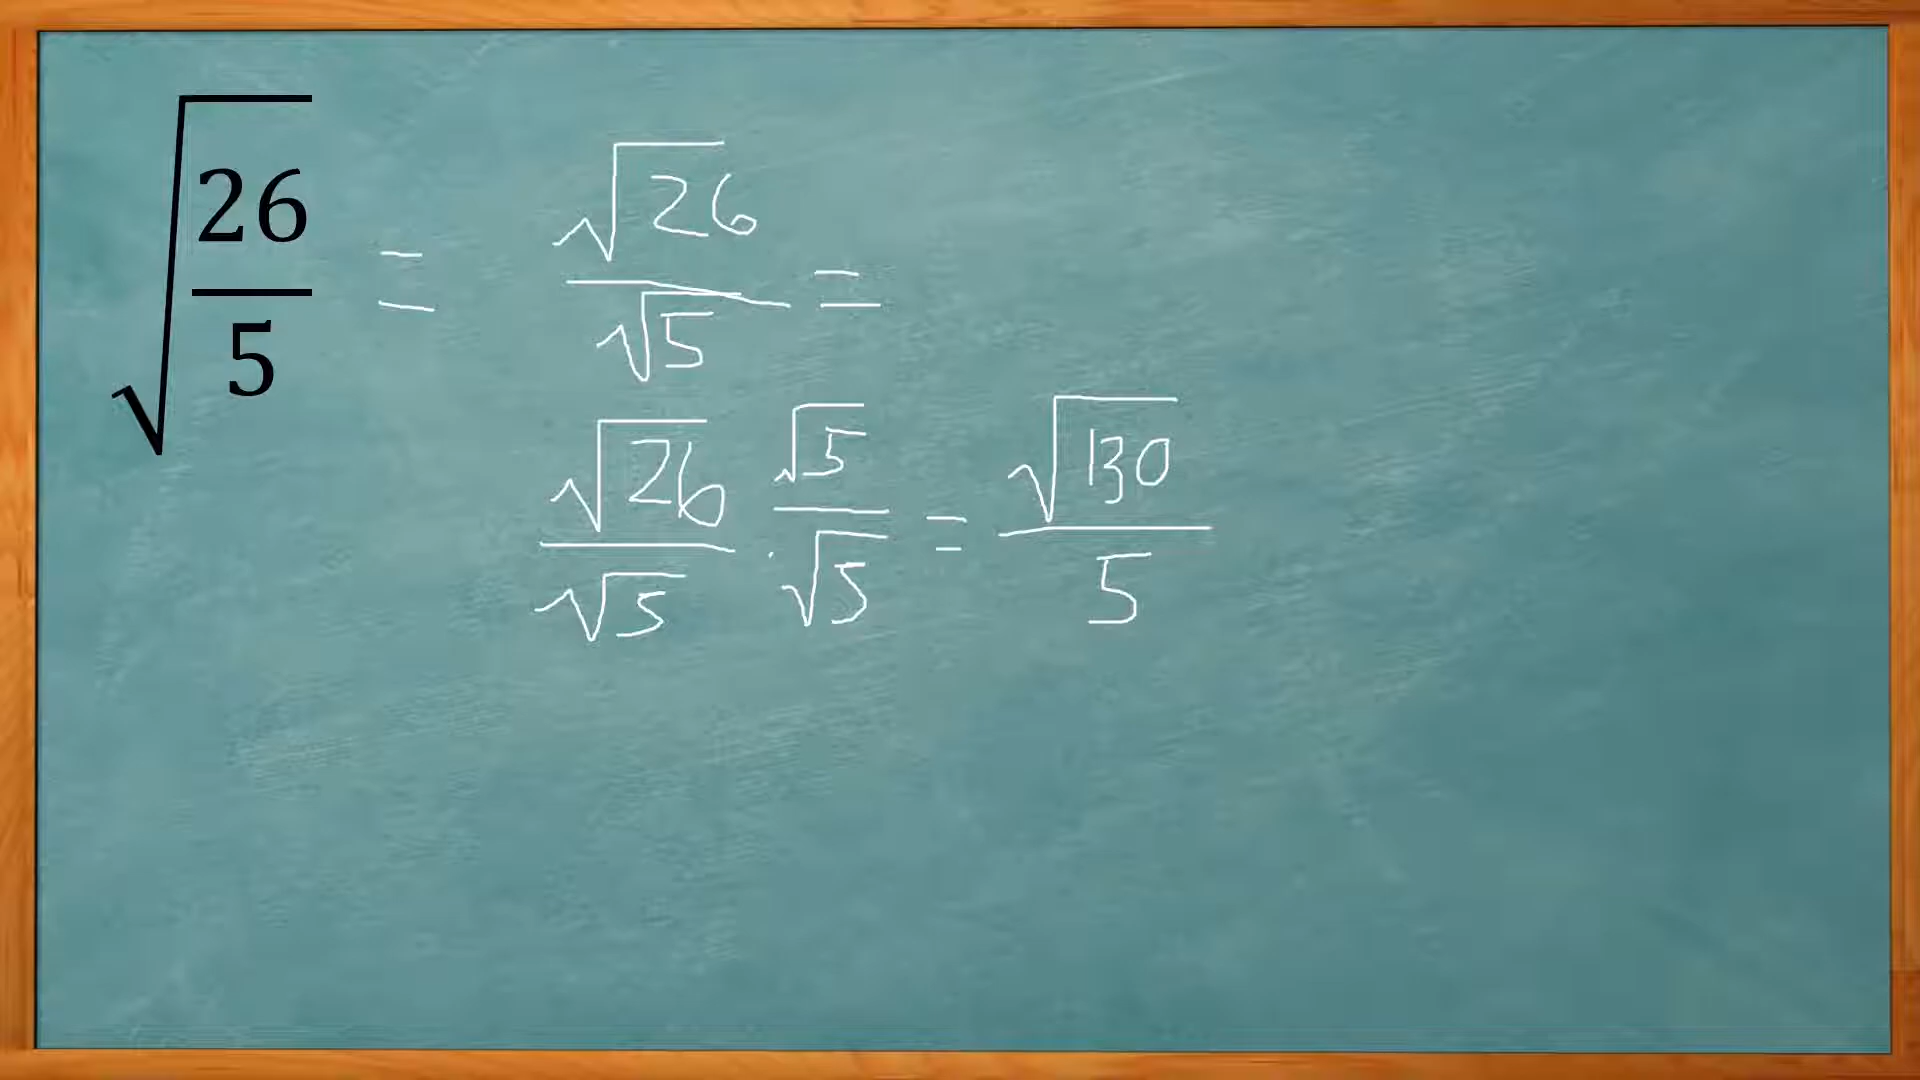 √(26/5) = √26/√5 =
√26/√5 · √5/√5 = √130/5